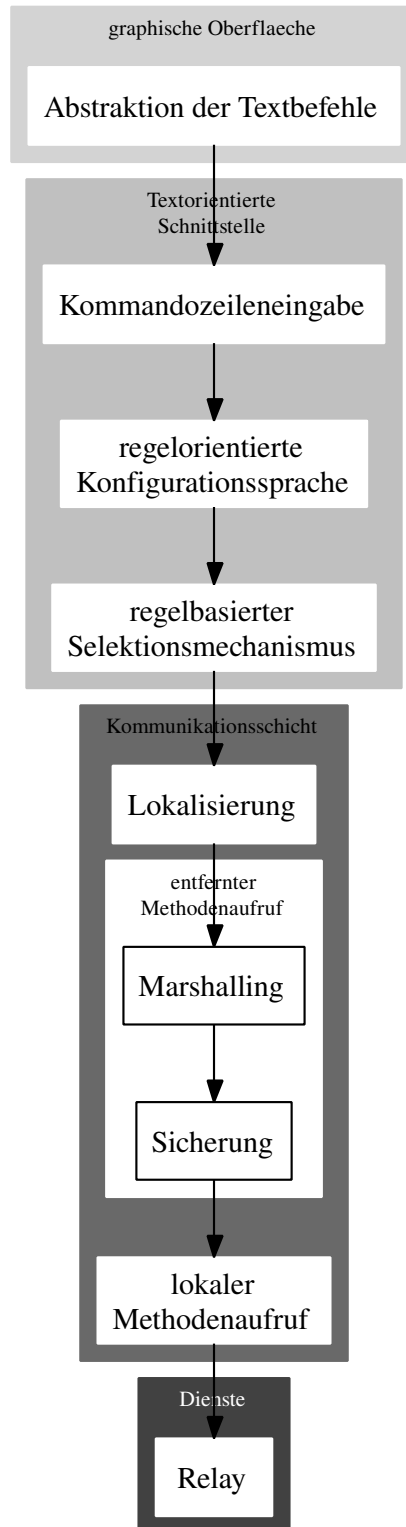 graphische Oberflaeche
Abstraktion der Textbefehle
Textorientierte
Schnittstelle
Kommandozeileneingabe
regelorientierte
Konfigurationssprache
regelbasierter
Selektionsmechanismus
Kommunikationsschicht
Lokalisierung
entfernter
Methodenaufruf
Marshalling
Sicherung
lokaler
Methodenaufruf
Dienste
Relay